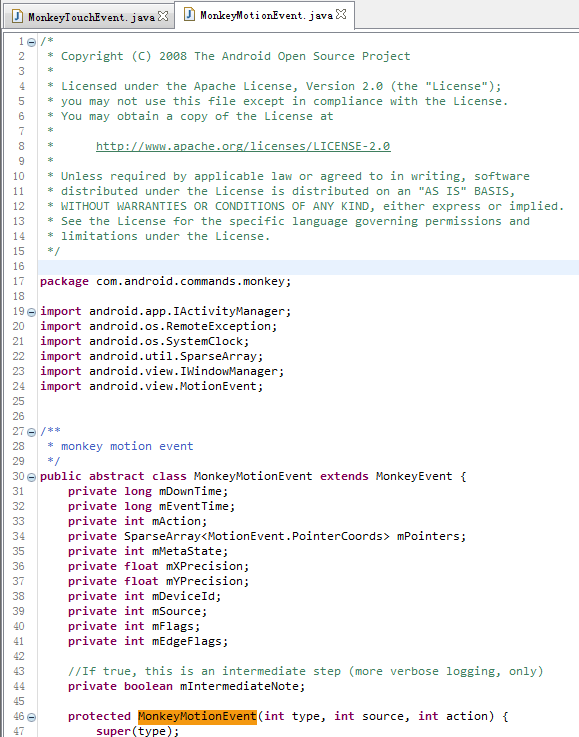 MonkeyTouchEvent.java MonkeyMotionEvent.java
1 /*
2 * Copyright (C) 2008 The Android Open Source Project
3 *
4 * Licensed under the Apache License, Version 2.0 (the "License");
5 * you may not use this file except in compliance with the License.
6 * You may obtain a copy of the License at
7 *
8 * http://www.apache.org/licenses/LICENSE-2.0
9 *
10 * Unless required by applicable law or agreed to in writing, software
11 * distributed under the License is distributed on an "AS IS" BASIS,
12 * WITHOUT WARRANTIES OR CONDITIONS OF ANY KIND, either express or implied.
13 * See the License for the specific language governing permissions and
14 * limitations under the License.
15 */
16
17 package com.android.commands.monkey;
18
19 import android.app.IActivityManager;
20 import android.os.RemoteException;
21 import android.os.SystemClock;
22 import android.util.SparseArray;
23 import android.view.IWindowManager;
24 import android.view.MotionEvent;
25
26
27 /**
28 * monkey motion event
29 */
30 public abstract class MonkeyMotionEvent extends MonkeyEvent {
31 private long mDownTime;
32 private long mEventTime;
33 private int mAction;
34 private SparseArray<MotionEvent.PointerCoords> mPointers;
35 private int mMetaState;
36 private float mXPrecision;
37 private float mYPrecision;
38 private int mDeviceId;
39 private int mSource;
40 private int mFlags;
41 private int mEdgeFlags;
42
43 //If true, this is an intermediate step (more verbose logging, only)
44 private boolean mIntermediateNote;
45
46 protected MonkeyMotionEvent(int type, int source, int action) {
47 super(type);